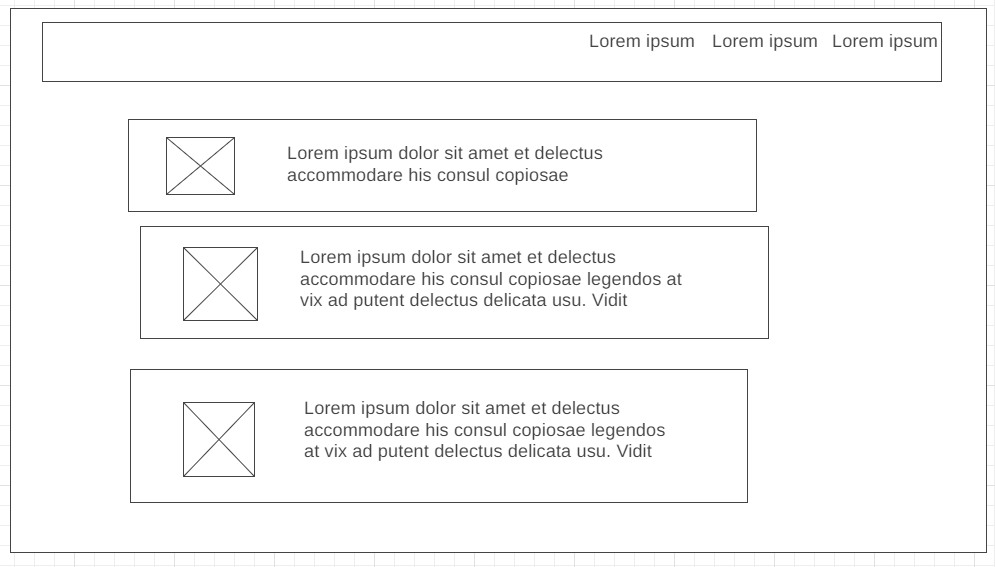 Lorem ipsum Lorem ipsum Lorem ipsum
Lorem ipsum dolor sit amet et delectus
accommodare his consul copiosae
Lorem ipsum dolor sit amet et delectus
accommodare his consul copiosae legendos at
vix ad putent delectus delicata usu. Vidit
Lorem ipsum dolor sit amet et delectus
accommodare his consul copiosae legendos
at vix ad putent delectus delicata usu. Vidit